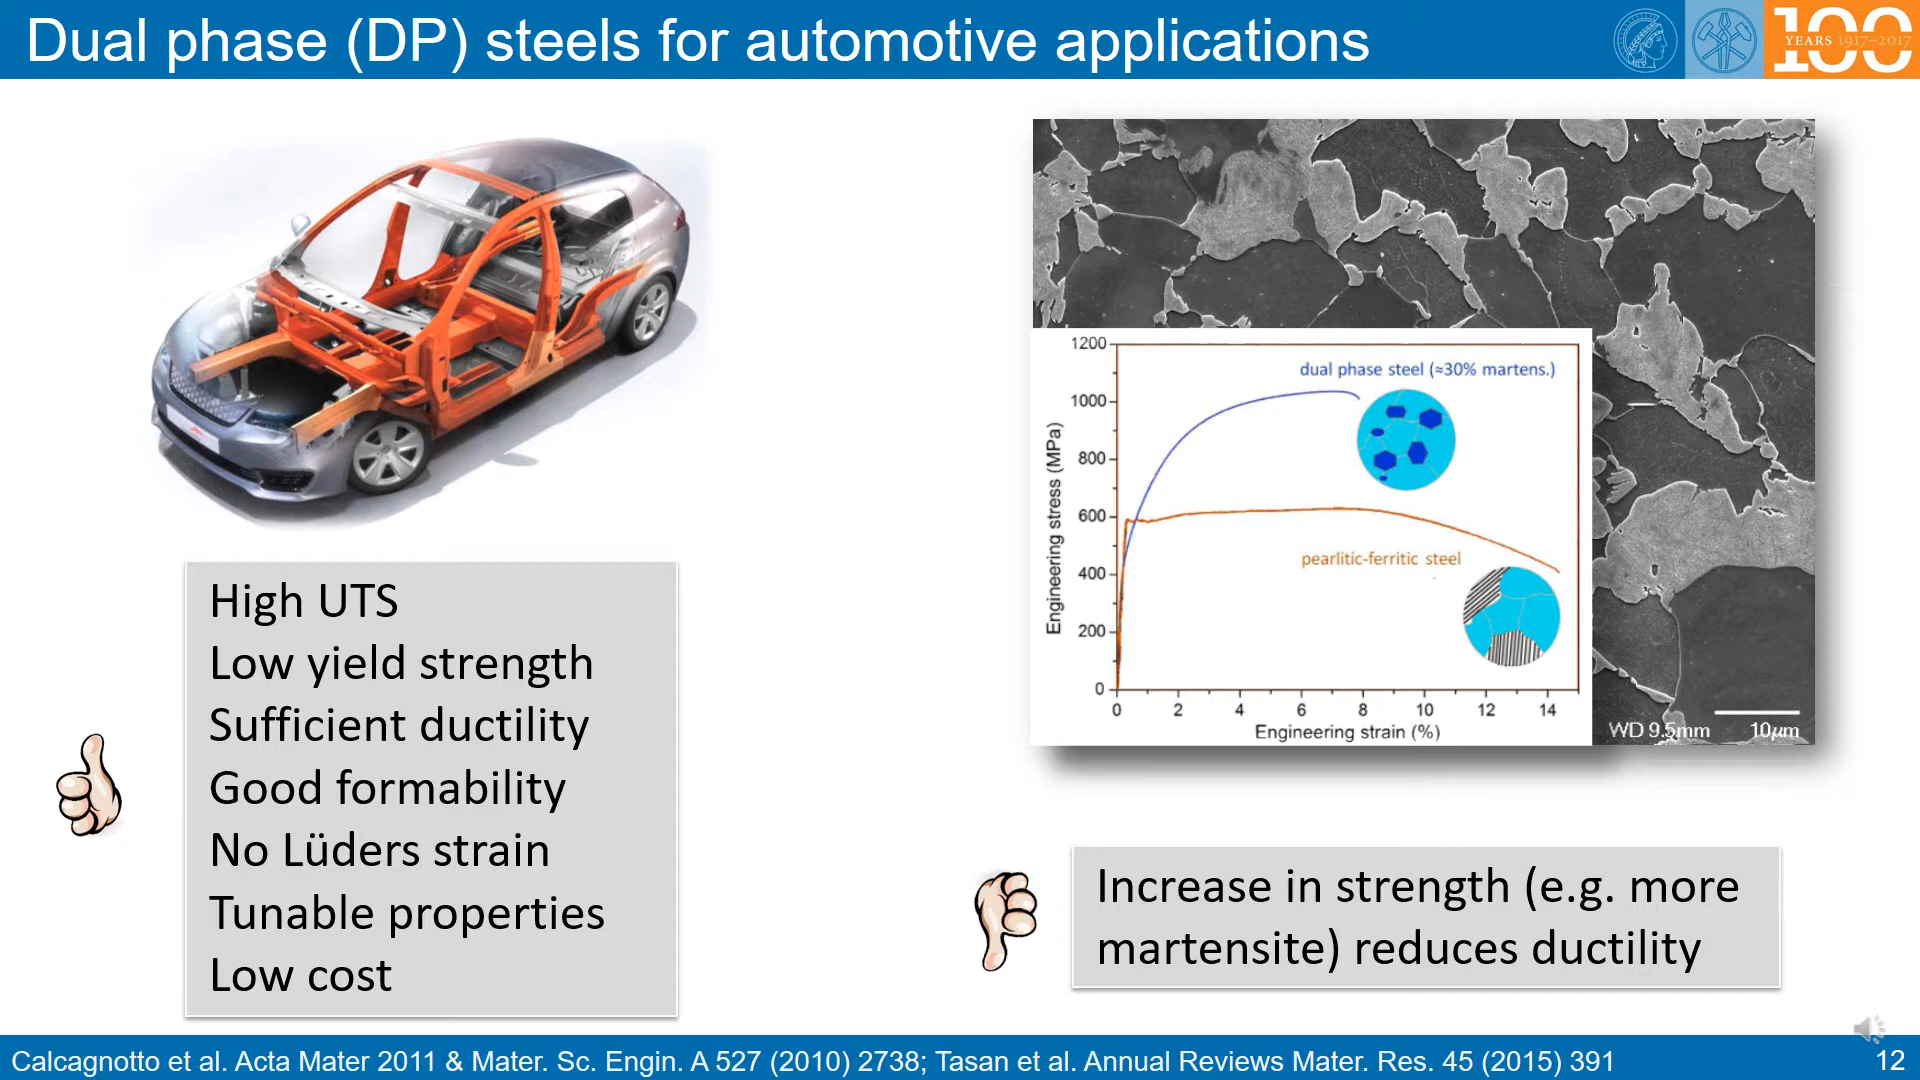 Dual phase (DP) steels for automotive applications
100
YEARS 1917–2017
High UTS
Low yield strength
Sufficient ductility
Good formability
No Lüders strain
Tunable properties
Low cost
1200
1000
800
600
400
200
0
Engineering stress (MPa)
dual phase steel (≈30% martens.)
pearlitic-ferritic steel
0 2 4 6 8 10 12 14
Engineering strain (%)
WD 9.5mm 10µm
Increase in strength (e.g. more
martensite) reduces ductility
Calcagnotto et al. Acta Mater 2011 & Mater. Sc. Engin. A 527 (2010) 2738; Tasan et al. Annual Reviews Mater. Res. 45 (2015) 391
12